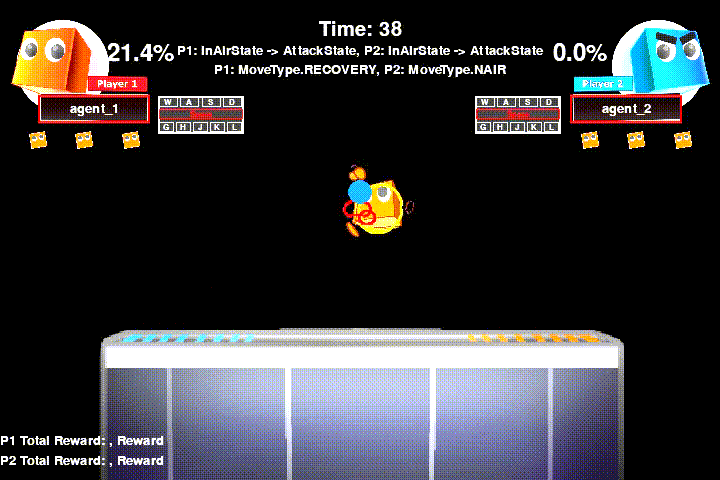 Time: 38
21.4%
P1: InAirState -> AttackState, P2: InAirState -> AttackState
0.0%
P1: MoveType.RECOVERY, P2: MoveType.NAIR
Player 1
Player 2
agent_1
agent_2
W A S D
G H J K L
W A S D
G H J K L
P1 Total Reward: , Reward
P2 Total Reward: , Reward